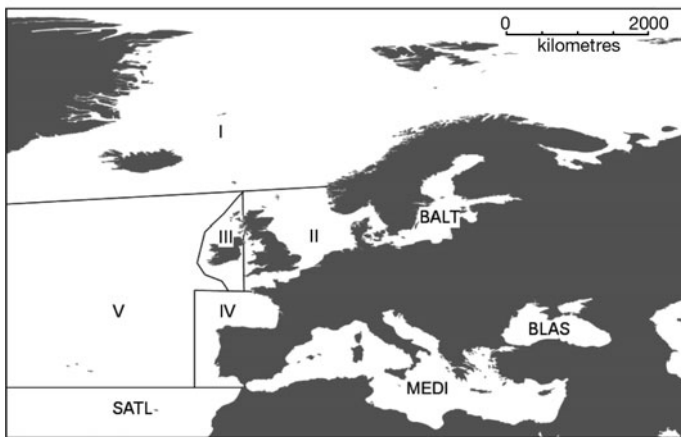 0 2000
kilometres
I
III
II
BALT
V
IV
BLAS
MEDI
SATL